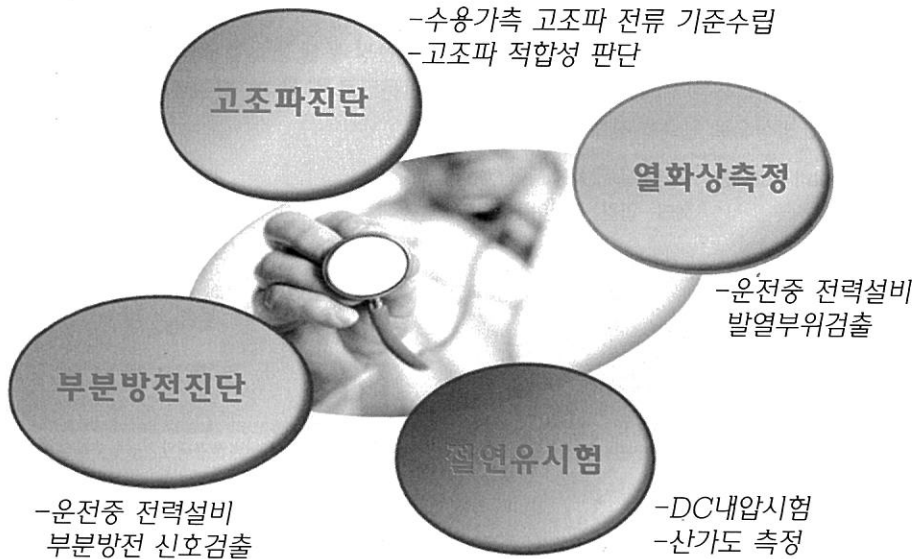 -수용가측 고조파 전류 기준수립
-고조파 적합성 판단
고조파진단
열화상측정
-운전중 전력설비
발열부위검출
부분방전진단
절연유시험
-운전중 전력설비
부분방전 신호검출
-DC내압시험
-산가도 측정